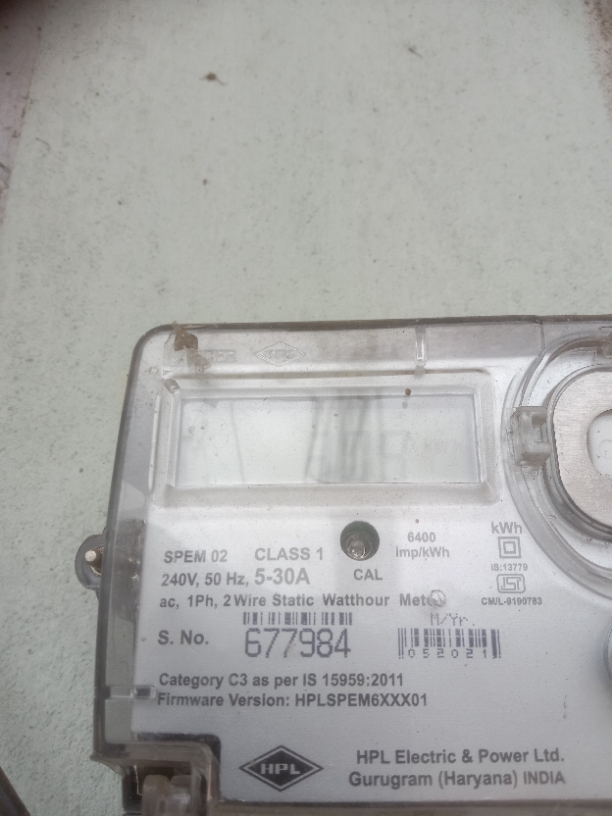 SPEM 02 CLASS 1
240V, 50 Hz, 5-30A
CAL
6400
imp/kWh
kWh
IS:13779
CM/L-9190783
ac, 1Ph, 2 Wire Static Watthour Meter
M/Yr.
S. No. 677984
052021
Category C3 as per IS 15959:2011
Firmware Version: HPLSPEM6XXX01
HPL
HPL Electric & Power Ltd.
Gurugram (Haryana) INDIA